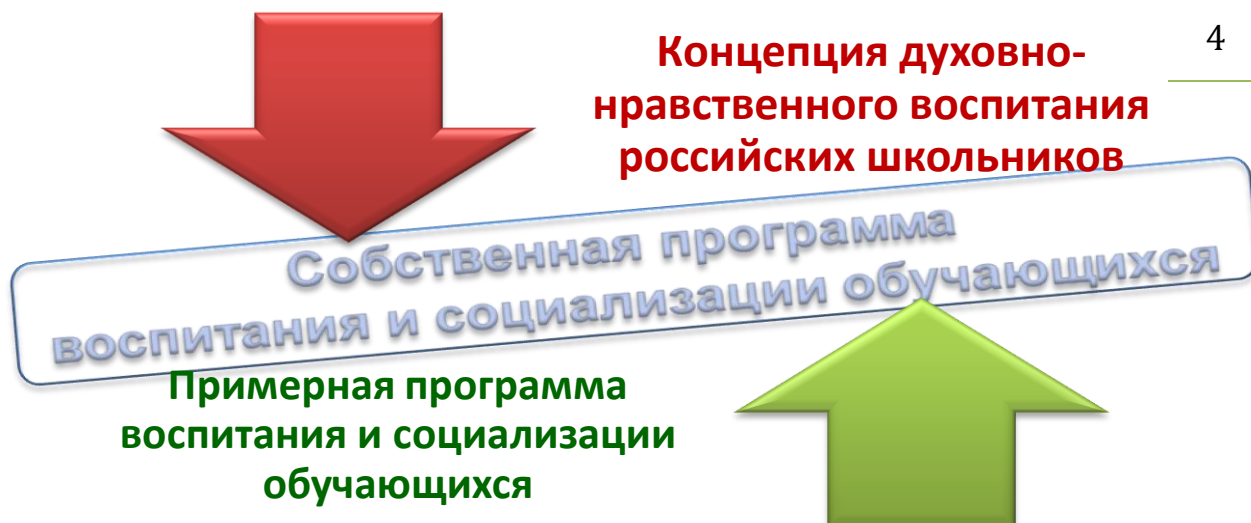 4
Концепция духовно-
нравственного воспитания
российских школьников
Собственная программа
воспитания и социализации обучающихся
Примерная программа
воспитания и социализации
обучающихся